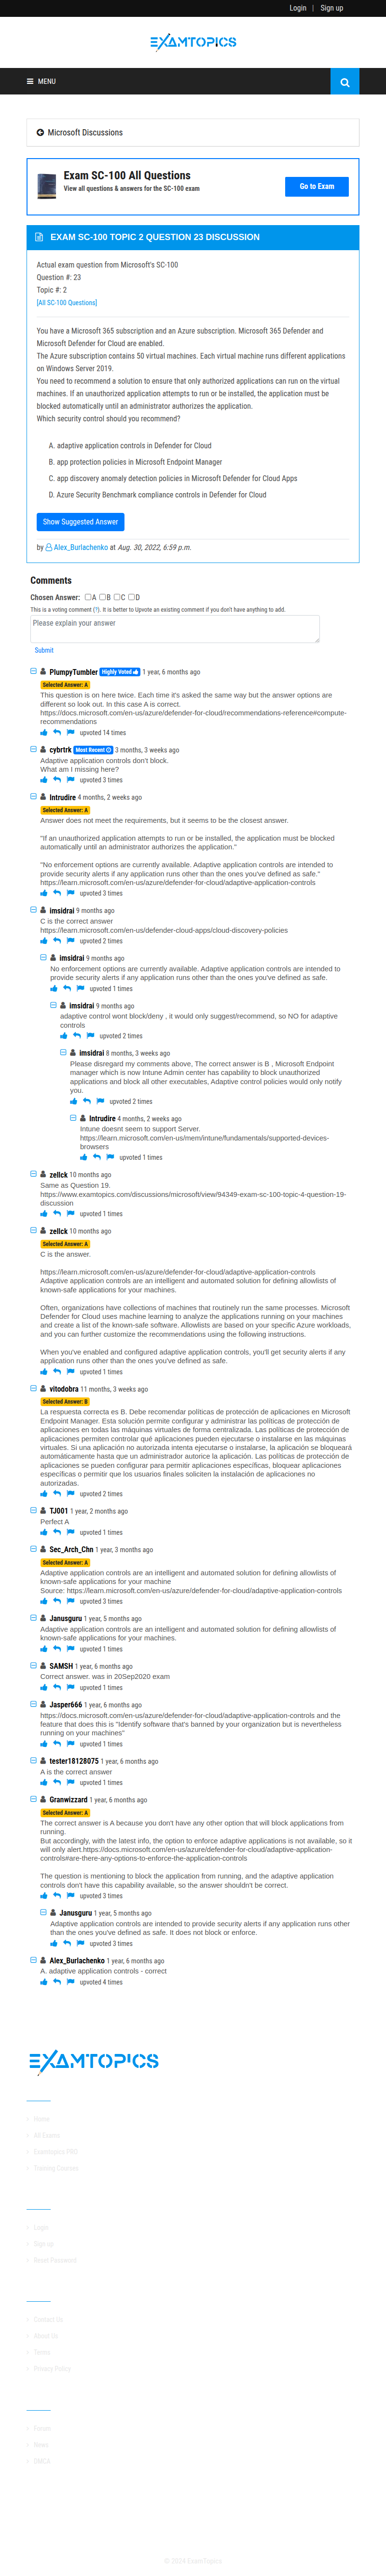 Login | Sign up
EXAMTOPICS
MENU
Microsoft Discussions
Exam SC-100 All Questions
View all questions & answers for the SC-100 exam
Go to Exam
EXAM SC-100 TOPIC 2 QUESTION 23 DISCUSSION
Actual exam question from Microsoft's SC-100
Question #: 23
Topic #: 2
[All SC-100 Questions]
You have a Microsoft 365 subscription and an Azure subscription. Microsoft 365 Defender and
Microsoft Defender for Cloud are enabled.
The Azure subscription contains 50 virtual machines. Each virtual machine runs different applications
on Windows Server 2019.
You need to recommend a solution to ensure that only authorized applications can run on the virtual
machines. If an unauthorized application attempts to run or be installed, the application must be
blocked automatically until an administrator authorizes the application.
Which security control should you recommend?
A. adaptive application controls in Defender for Cloud
B. app protection policies in Microsoft Endpoint Manager
C. app discovery anomaly detection policies in Microsoft Defender for Cloud Apps
D. Azure Security Benchmark compliance controls in Defender for Cloud
Show Suggested Answer
by Alex_Burlachenko at Aug. 30, 2022, 6:59 p.m.
Comments
Chosen Answer: A B C D
This is a voting comment (?). It is better to Upvote an existing comment if you don't have anything to add.
Please explain your answer
Submit
PlumpyTumbler Highly Voted 1 year, 6 months ago
Selected Answer: A
This question is on here twice. Each time it's asked the same way but the answer options are
different so look out. In this case A is correct.
https://docs.microsoft.com/en-us/azure/defender-for-cloud/recommendations-reference#compute-
recommendations
upvoted 14 times
cybrtrk Most Recent 3 months, 3 weeks ago
Adaptive application controls don't block.
What am I missing here?
upvoted 3 times
Intrudire 4 months, 2 weeks ago
Selected Answer: A
Answer does not meet the requirements, but it seems to be the closest answer.
"If an unauthorized application attempts to run or be installed, the application must be blocked
automatically until an administrator authorizes the application."
"No enforcement options are currently available. Adaptive application controls are intended to
provide security alerts if any application runs other than the ones you've defined as safe."
https://learn.microsoft.com/en-us/azure/defender-for-cloud/adaptive-application-controls
upvoted 3 times
imsidrai 9 months ago
C is the correct answer
https://learn.microsoft.com/en-us/defender-cloud-apps/cloud-discovery-policies
upvoted 2 times
imsidrai 9 months ago
No enforcement options are currently available. Adaptive application controls are intended to
provide security alerts if any application runs other than the ones you've defined as safe.
upvoted 1 times
imsidrai 9 months ago
adaptive control wont block/deny , it would only suggest/recommend, so NO for adaptive
controls
upvoted 2 times
imsidrai 8 months, 3 weeks ago
Please disregard my comments above, The correct answer is B , Microsoft Endpoint
manager which is now Intune Admin center has capability to block unauthorized
applications and block all other executables, Adaptive control policies would only notify
you.
upvoted 2 times
Intrudire 4 months, 2 weeks ago
Intune doesnt seem to support Server.
https://learn.microsoft.com/en-us/mem/intune/fundamentals/supported-devices-
browsers
upvoted 1 times
zellck 10 months ago
Same as Question 19.
https://www.examtopics.com/discussions/microsoft/view/94349-exam-sc-100-topic-4-question-19-
discussion
upvoted 1 times
zellck 10 months ago
Selected Answer: A
C is the answer.
https://learn.microsoft.com/en-us/azure/defender-for-cloud/adaptive-application-controls
Adaptive application controls are an intelligent and automated solution for defining allowlists of
known-safe applications for your machines.
Often, organizations have collections of machines that routinely run the same processes. Microsoft
Defender for Cloud uses machine learning to analyze the applications running on your machines
and create a list of the known-safe software. Allowlists are based on your specific Azure workloads,
and you can further customize the recommendations using the following instructions.
When you've enabled and configured adaptive application controls, you'll get security alerts if any
application runs other than the ones you've defined as safe.
upvoted 1 times
vitodobra 11 months, 3 weeks ago
Selected Answer: B
La respuesta correcta es B. Debe recomendar políticas de protección de aplicaciones en Microsoft
Endpoint Manager. Esta solución permite configurar y administrar las políticas de protección de
aplicaciones en todas las máquinas virtuales de forma centralizada. Las políticas de protección de
aplicaciones permiten controlar qué aplicaciones pueden ejecutarse o instalarse en las máquinas
virtuales. Si una aplicación no autorizada intenta ejecutarse o instalarse, la aplicación se bloqueará
automáticamente hasta que un administrador autorice la aplicación. Las políticas de protección de
aplicaciones se pueden configurar para permitir aplicaciones específicas, bloquear aplicaciones
específicas o permitir que los usuarios finales soliciten la instalación de aplicaciones no
autorizadas.
upvoted 2 times
TJ001 1 year, 2 months ago
Perfect A
upvoted 1 times
Sec_Arch_Chn 1 year, 3 months ago
Selected Answer: A
Adaptive application controls are an intelligent and automated solution for defining allowlists of
known-safe applications for your machine
Source: https://learn.microsoft.com/en-us/azure/defender-for-cloud/adaptive-application-controls
upvoted 3 times
Janusguru 1 year, 5 months ago
Adaptive application controls are an intelligent and automated solution for defining allowlists of
known-safe applications for your machines.
upvoted 1 times
SAMSH 1 year, 6 months ago
Correct answer. was in 20Sep2020 exam
upvoted 1 times
Jasper666 1 year, 6 months ago
https://docs.microsoft.com/en-us/azure/defender-for-cloud/adaptive-application-controls and the
feature that does this is "Identify software that's banned by your organization but is nevertheless
running on your machines"
upvoted 1 times
tester18128075 1 year, 6 months ago
A is the correct answer
upvoted 1 times
Granwizzard 1 year, 6 months ago
Selected Answer: A
The correct answer is A because you don't have any other option that will block applications from
running.
But accordingly, with the latest info, the option to enforce adaptive applications is not available, so it
will only alert.https://docs.microsoft.com/en-us/azure/defender-for-cloud/adaptive-application-
controls#are-there-any-options-to-enforce-the-application-controls
The question is mentioning to block the application from running, and the adaptive application
controls don't have this capability available, so the answer shouldn't be correct.
upvoted 3 times
Janusguru 1 year, 5 months ago
Adaptive application controls are intended to provide security alerts if any application runs other
than the ones you've defined as safe. It does not block or enforce.
upvoted 3 times
Alex_Burlachenko 1 year, 6 months ago
A. adaptive application controls - correct
upvoted 4 times
EXAMTOPICS
Home
All Exams
Examtopics PRO
Training Courses
Login
Sign up
Reset Password
Contact Us
About Us
Terms
Privacy Policy
Forum
News
DMCA
© 2024 ExamTopics